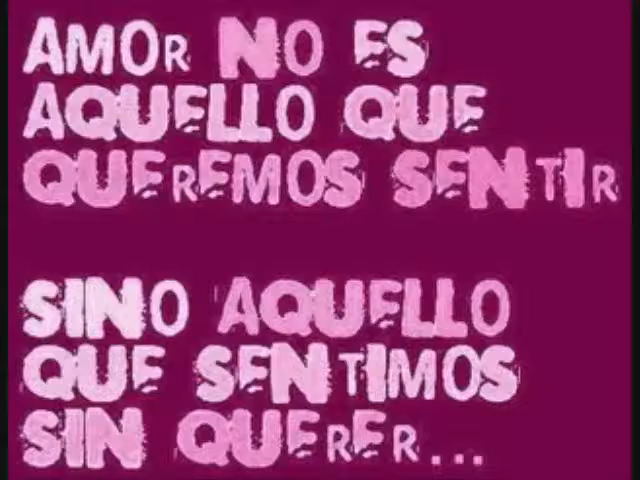 AMOR NO ES
AQUELLO QUE
QUEREMOS SENTIR
SINO AQUELLO
QUE SENTIMOS
SIN QUERER...